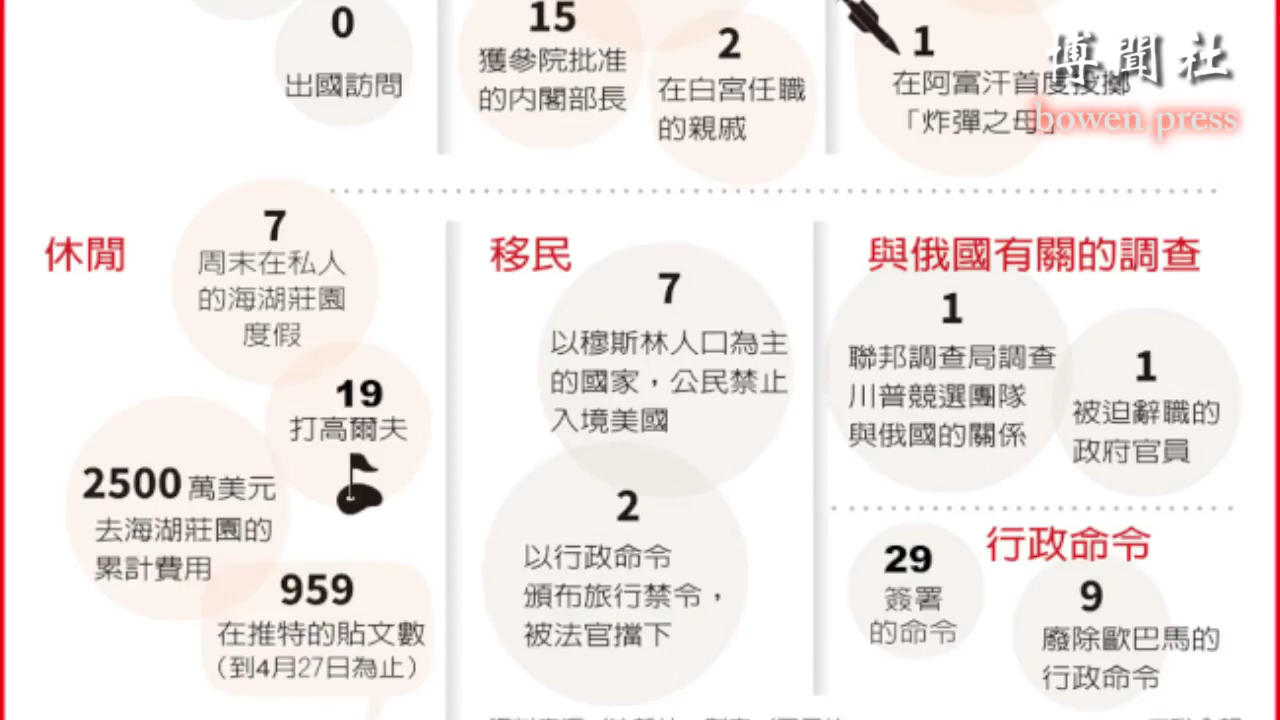 0
出國訪問
15
獲參院批准
的内閣部長
2
在白宮任職
的親戚
1
在阿富汗首度投擲
「炸彈之母」
博聞社
bowen press
休閒
7
周末在私人
的海湖莊園
度假
19
打高爾夫
2500萬美元
去海湖莊園的
累計費用
959
在推特的貼文數
（到4月27日為止）
移民
7
以穆斯林人口為主
的國家，公民禁止
入境美國
2
以行政命令
頒布旅行禁令，
被法官擋下
與俄國有關的調查
1
聯邦調查局調查
川普競選團隊
與俄國的關係
1
被迫辭職的
政府官員
行政命令
29
簽署
的命令
9
廢除歐巴馬的
行政命令